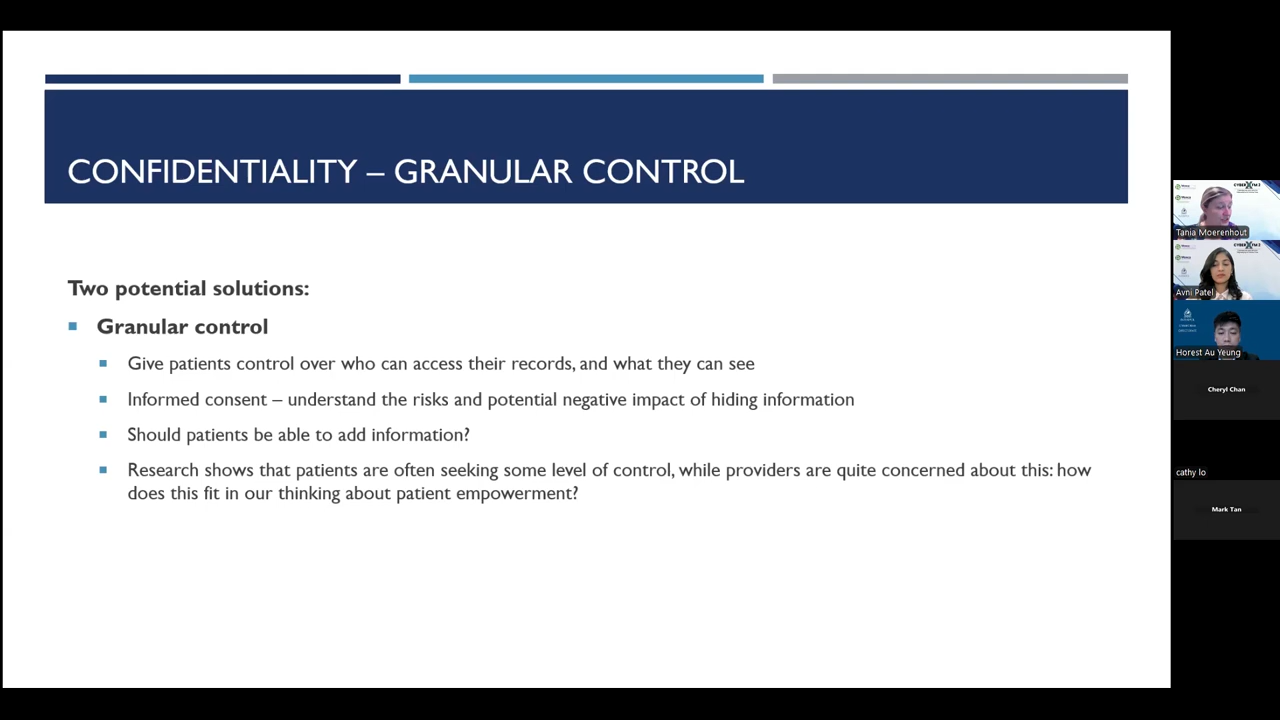 CONFIDENTIALITY – GRANULAR CONTROL
Two potential solutions:
Granular control
Give patients control over who can access their records, and what they can see
Informed consent – understand the risks and potential negative impact of hiding information
Should patients be able to add information?
Research shows that patients are often seeking some level of control, while providers are quite concerned about this: how
does this fit in our thinking about patient empowerment?
Tania Moerenhout
Avni Patel
Horest Au Yeung
Cheryl Chan
cathy lo
Mark Tan